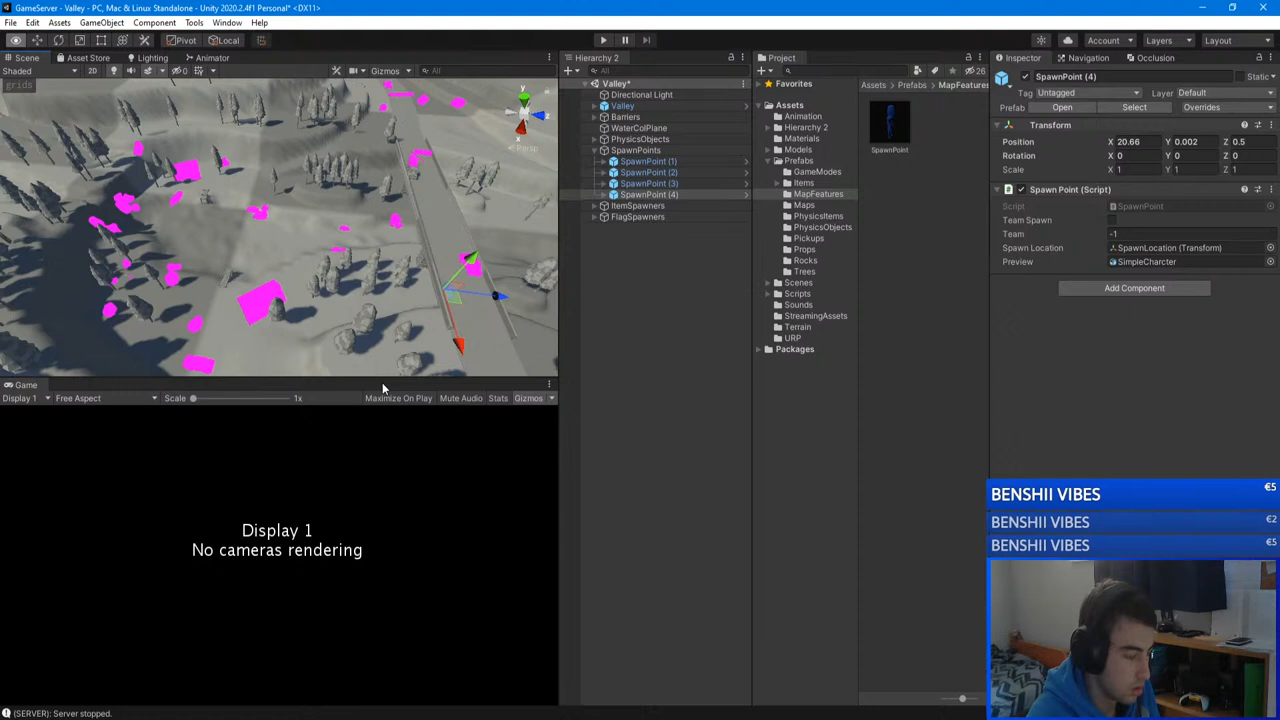 GameServer - Valley - PC, Mac & Linux Standalone - Unity 2020.2.4f1 Personal* <DX11>
File Edit Assets GameObject Component Tools Window Help
Pivot Local Account Layers Layout
Scene Asset Store Lighting Animator
Shaded 2D 0 Gizmos All
grids
y
z
Persp
Game
Display 1 Free Aspect Scale 1x Maximize On Play Mute Audio Stats Gizmos
Display 1
No cameras rendering
(SERVER): Server stopped.
Hierarchy 2
All
Valley*
Directional Light
Valley
Barriers
WaterColPlane
PhysicsObjects
SpawnPoints
SpawnPoint (1)
SpawnPoint (2)
SpawnPoint (3)
SpawnPoint (4)
ItemSpawners
FlagSpawners
Project
26
Favorites
Assets
Animation
Hierarchy 2
Materials
Models
Prefabs
GameModes
Items
MapFeatures
Maps
PhysicsItems
PhysicsObjects
Pickups
Props
Rocks
Trees
Scenes
Scripts
Sounds
StreamingAssets
Terrain
URP
Packages
Assets Prefabs MapFeatures
SpawnPoint
Inspector Navigation Occlusion
SpawnPoint (4) Static
Tag Untagged Layer Default
Prefab Open Select Overrides
Transform
Position X 20.66 Y 0.002 Z 0.5
Rotation X 0 Y 0 Z 0
Scale X 1 Y 1 Z 1
Spawn Point (Script)
Script SpawnPoint
Team Spawn
Team -1
Spawn Location SpawnLocation (Transform)
Preview SimpleCharcter
Add Component
BENSHII VIBES €5
BENSHII VIBES €2
BENSHII VIBES €5